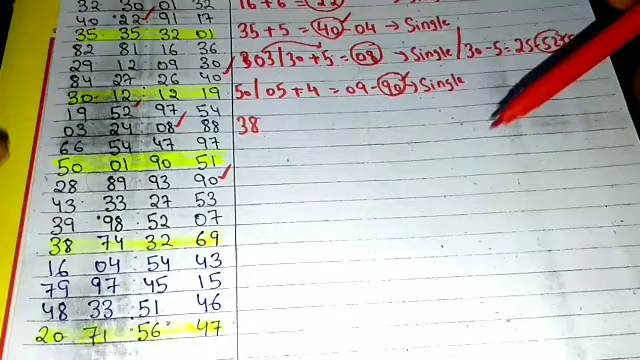 32 30 01 32
40 22 91 17
35 35 32 01
82 81 16 36
29 12 09 30
84 27 26 40
30 12 12 19
19 52 97 54
03 24 08 88
66 54 47 97
50 01 90 51
28 89 93 90
43 33 27 53
39 98 52 07
38 74 32 69
16 04 54 43
79 97 45 15
48 33 51 46
20 71 56 47
16+6=22
35+5=40-04→Single
303/30+5=08→Single/30-5=25-52
50/05+4=09-90→Single
38